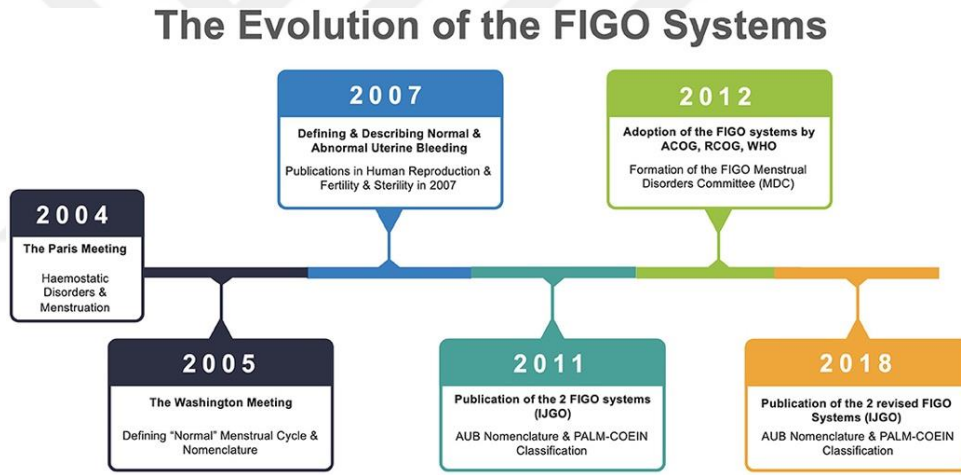 The Evolution of the FIGO Systems
2004
The Paris Meeting
Haemostatic
Disorders &
Menstruation
2005
The Washington Meeting
Defining "Normal" Menstrual Cycle &
Nomenclature
2007
Defining & Describing Normal &
Abnormal Uterine Bleeding
Publications in Human Reproduction &
Fertility & Sterility in 2007
2011
Publication of the 2 FIGO systems
(IJGO)
AUB Nomenclature & PALM-COEIN
Classification
2012
Adoption of the FIGO systems by
ACOG, RCOG, WHO
Formation of the FIGO Menstrual
Disorders Committee (MDC)
2018
Publication of the 2 revised FIGO
Systems (IJGO)
AUB Nomenclature & PALM-COEIN
Classification